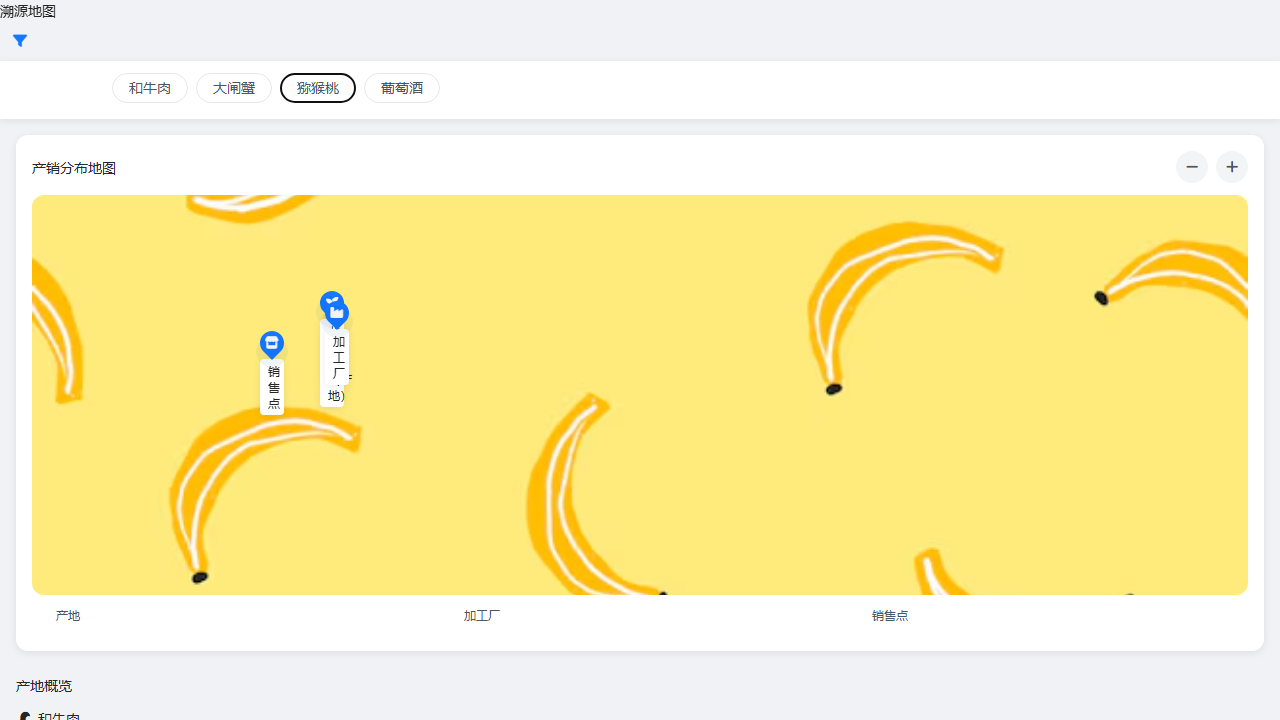 溯源地图
和牛肉
大闸蟹
猕猴桃
葡萄酒
产销分布地图
加
工
厂
地)
销
售
点
产地
加工厂
销售点
产地概览
和牛肉